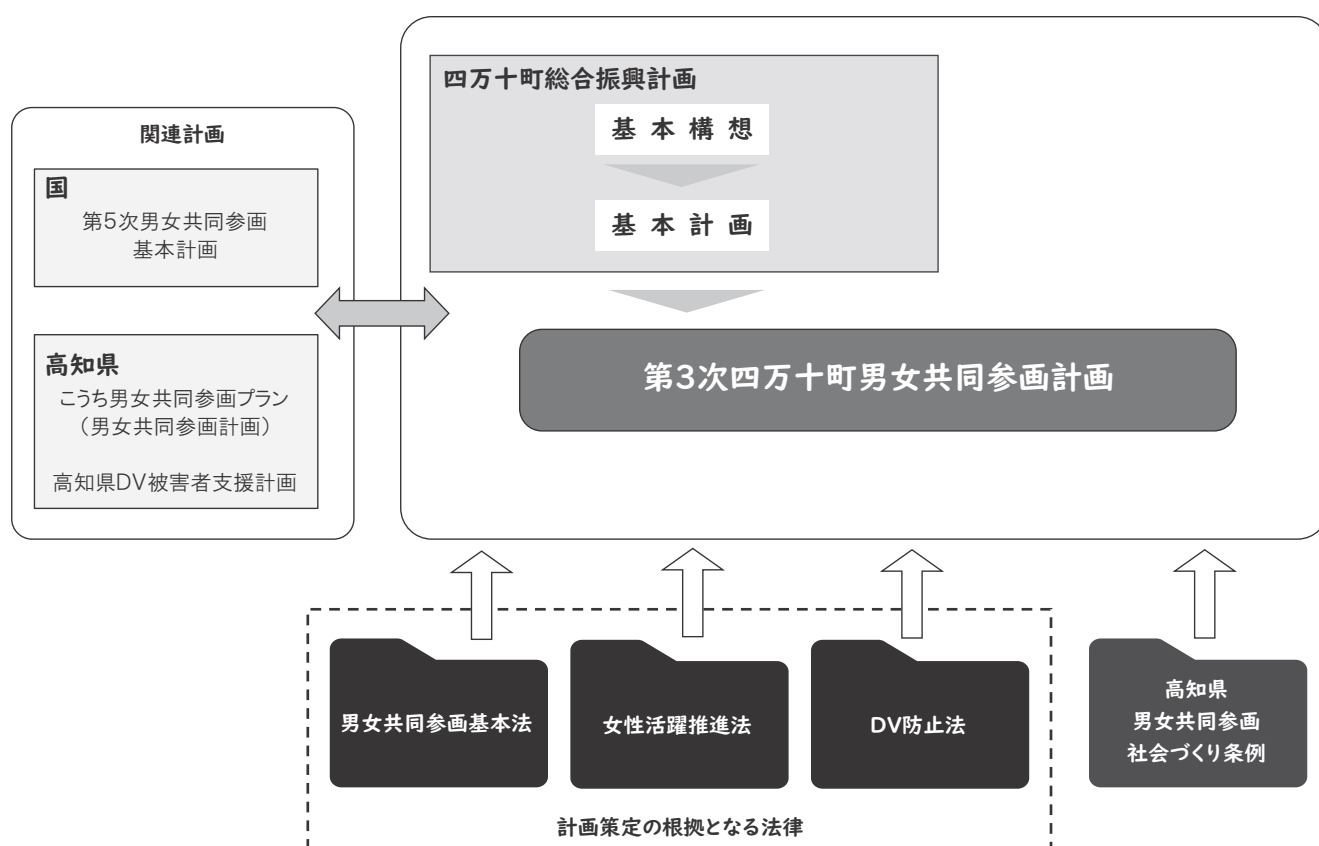 関連計画
国
第5次男女共同参画
基本計画
高知県
こうち男女共同参画プラン
（男女共同参画計画）
高知県DV被害者支援計画
四万十町総合振興計画
基本構想
基本計画
第3次四万十町男女共同参画計画
男女共同参画基本法
女性活躍推進法
DV防止法
高知県
男女共同参画
社会づくり条例
計画策定の根拠となる法律